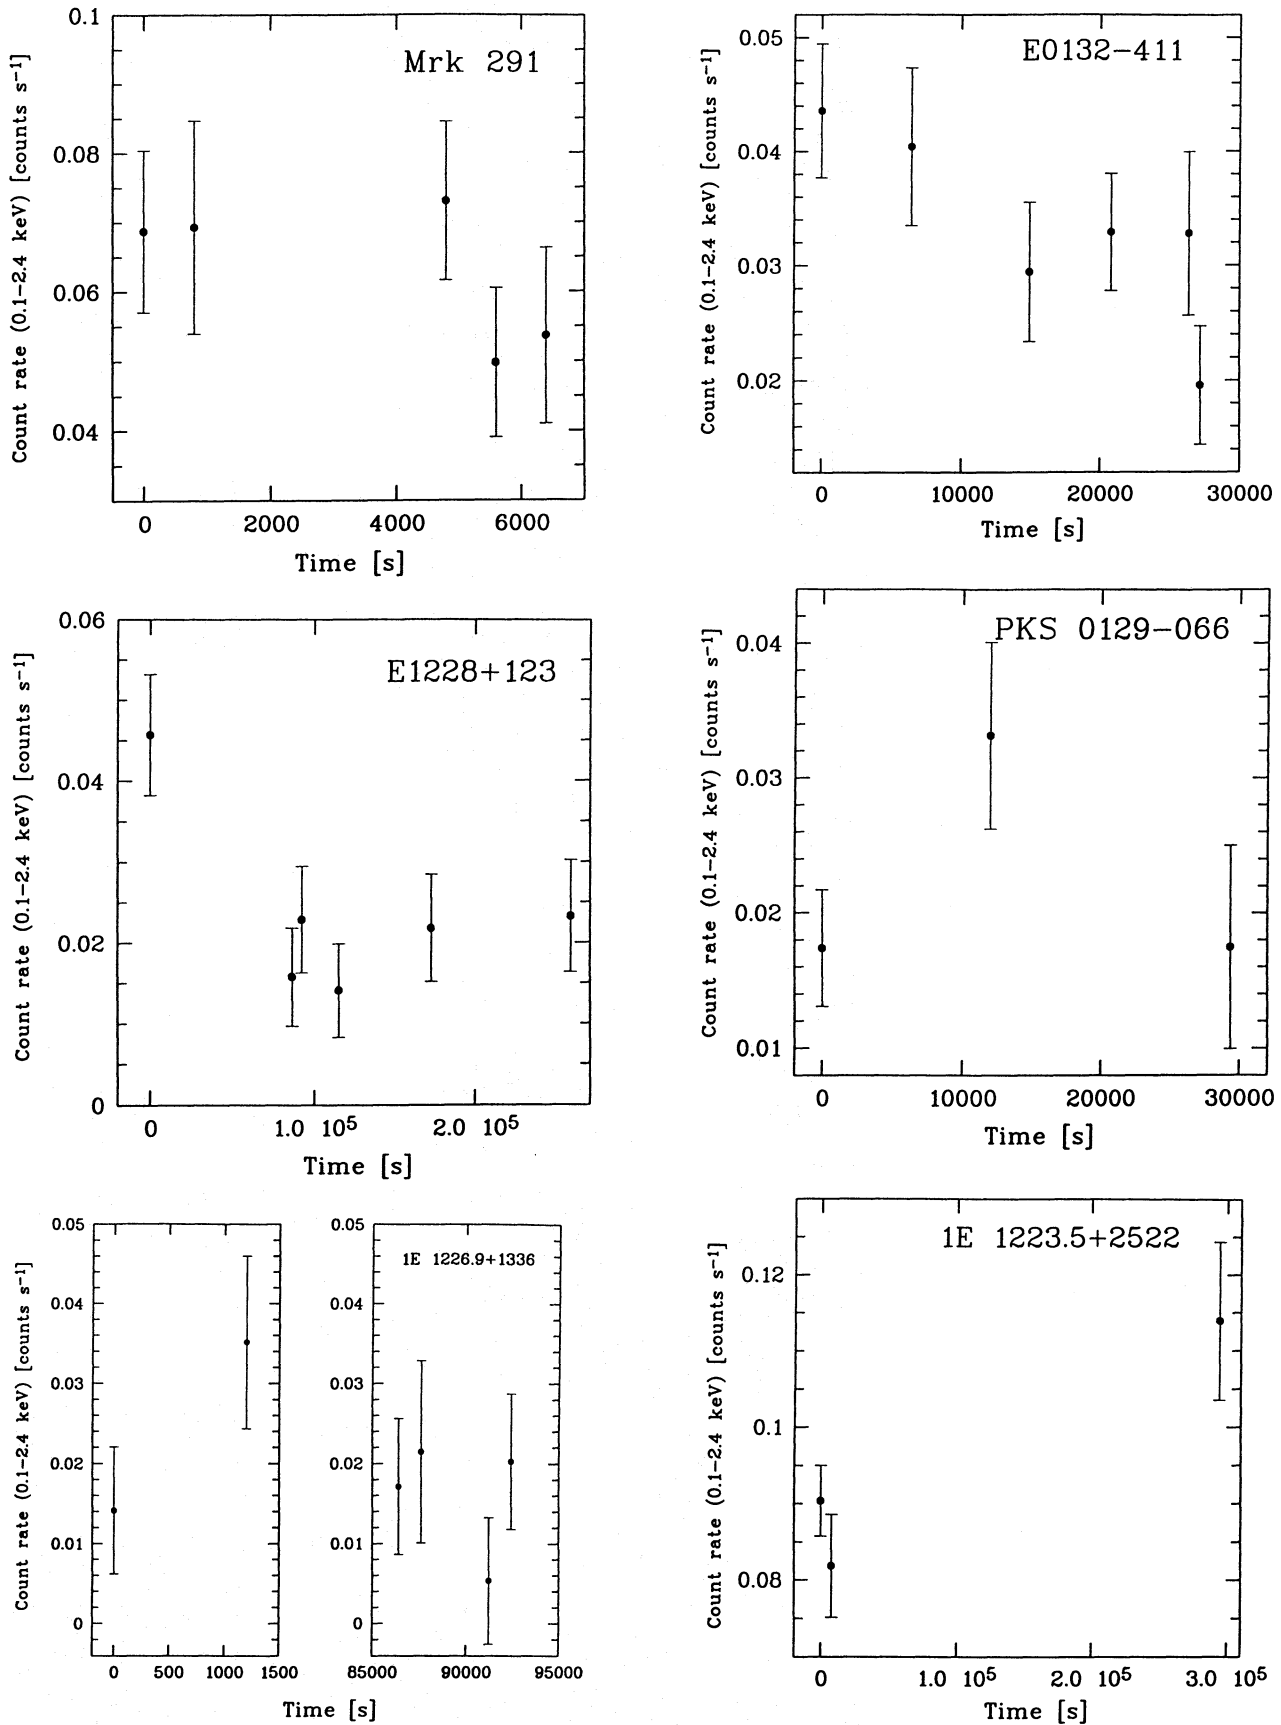 Mrk 291
Count rate (0.1–2.4 keV) [counts s⁻¹]
0.1
0.08
0.06
0.04
0 2000 4000 6000
Time [s]
E0132−411
Count rate (0.1–2.4 keV) [counts s⁻¹]
0.05
0.04
0.03
0.02
0 10000 20000 30000
Time [s]
E1228+123
Count rate (0.1–2.4 keV) [counts s⁻¹]
0.06
0.04
0.02
0
0 1.0 10⁵ 2.0 10⁵
Time [s]
PKS 0129−066
Count rate (0.1–2.4 keV) [counts s⁻¹]
0.04
0.03
0.02
0.01
0 10000 20000 30000
Time [s]
Count rate (0.1–2.4 keV) [counts s⁻¹]
0.05
0.04
0.03
0.02
0.01
0
0 500 1000 1500
1E 1226.9+1336
0.05
0.04
0.03
0.02
0.01
0
85000 90000 95000
Time [s]
1E 1223.5+2522
Count rate (0.1–2.4 keV) [counts s⁻¹]
0.12
0.1
0.08
0 1.0 10⁵ 2.0 10⁵ 3.0 10⁵
Time [s]